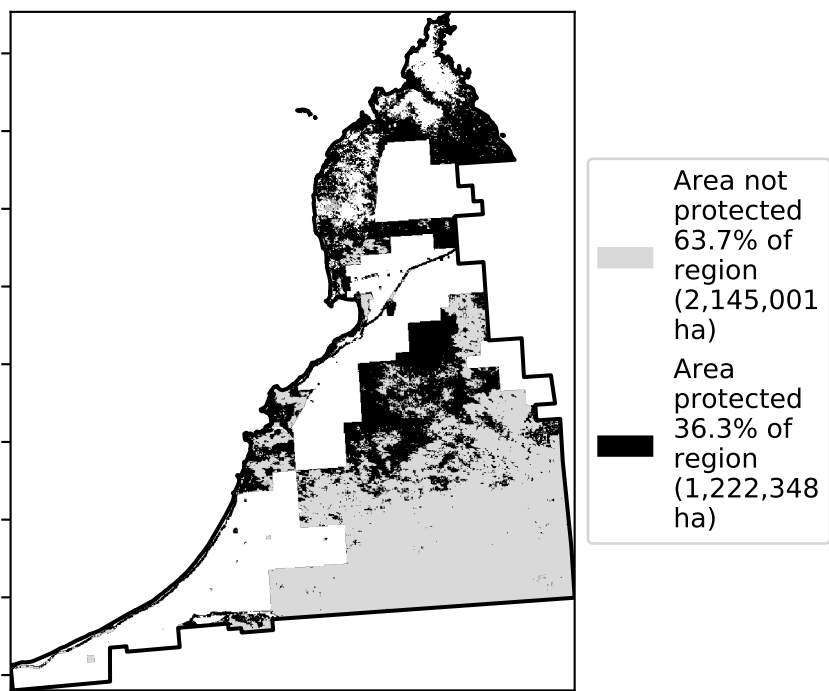 Area not
protected
63.7% of
region
(2,145,001
ha)
Area
protected
36.3% of
region
(1,222,348
ha)